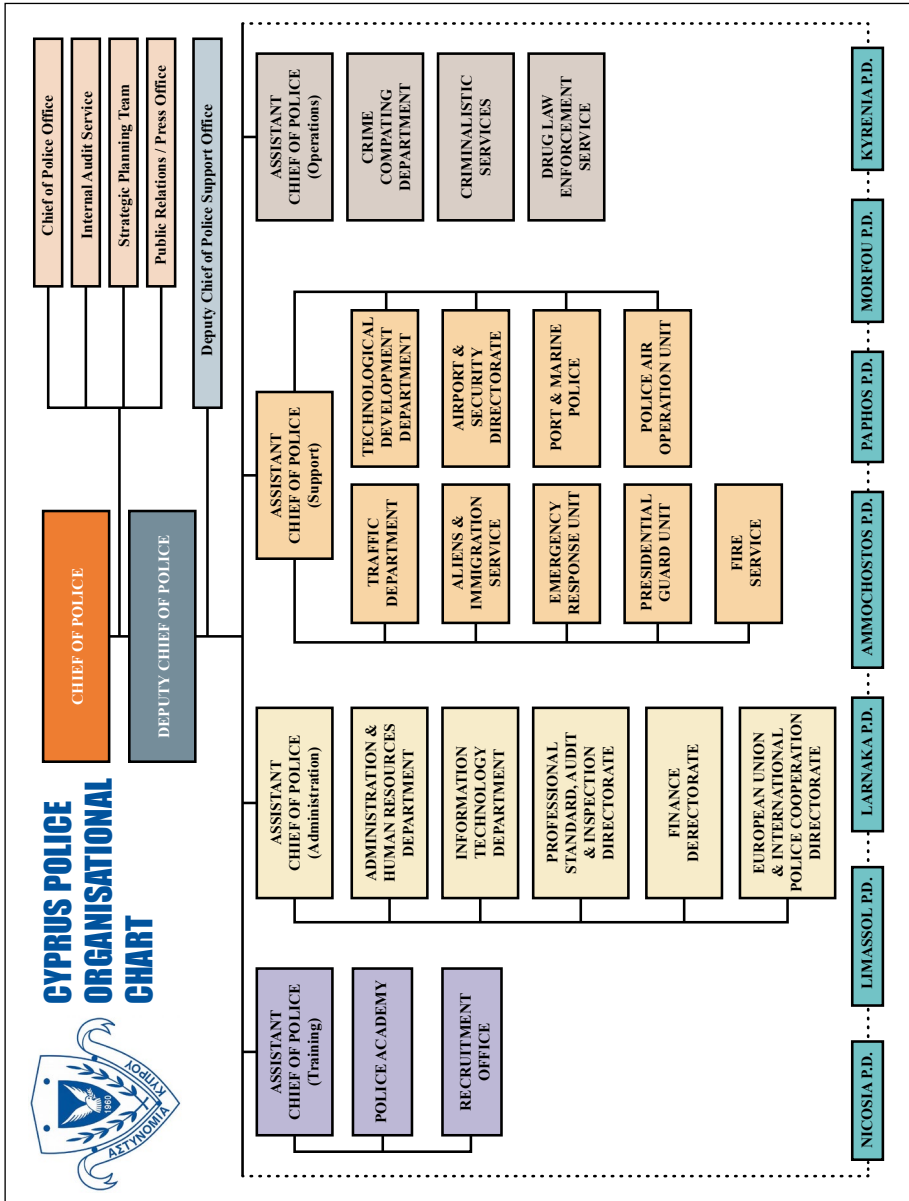 ΑΣΤΥΝΟΜΙΑ
1960
ΚΥΠΡΟΥ
CYPRUS POLICE
ORGANISATIONAL
CHART
CHIEF OF POLICE
DEPUTY CHIEF OF POLICE
Chief of Police Office
Internal Audit Service
Strategic Planning Team
Public Relations / Press Office
Deputy Chief of Police Support Office
ASSISTANT
CHIEF OF POLICE
(Training)
POLICE ACADEMY
RECRUITMENT
OFFICE
ASSISTANT
CHIEF OF POLICE
(Administration)
ADMINISTRATION &
HUMAN RESOURCES
DEPARTMENT
INFORMATION
TECHNOLOGY
DEPARTMENT
PROFESSIONAL
STANDARD, AUDIT
& INSPECTION
DIRECTORATE
FINANCE
DERECTORATE
EUROPEAN UNION
& INTERNATIONAL
POLICE COOPERATION
DIRECTORATE
ASSISTANT
CHIEF OF POLICE
(Support)
TRAFFIC
DEPARTMENT
ALIENS &
IMMIGRATION
SERVICE
EMERGENCY
RESPONSE UNIT
PRESIDENTIAL
GUARD UNIT
FIRE
SERVICE
TECHNOLOGICAL
DEVELOPMENT
DEPARTMENT
AIRPORT &
SECURITY
DIRECTORATE
PORT & MARINE
POLICE
POLICE AIR
OPERATION UNIT
ASSISTANT
CHIEF OF POLICE
(Operations)
CRIME
COMPATING
DEPARTMENT
CRIMINALISTIC
SERVICES
DRUG LAW
ENFORCEMENT
SERVICE
NICOSIA P.D.
LIMASSOL P.D.
LARNAKA P.D.
AMMOCHOSTOS P.D.
PAPHOS P.D.
MORFOU P.D.
KYRENIA P.D.